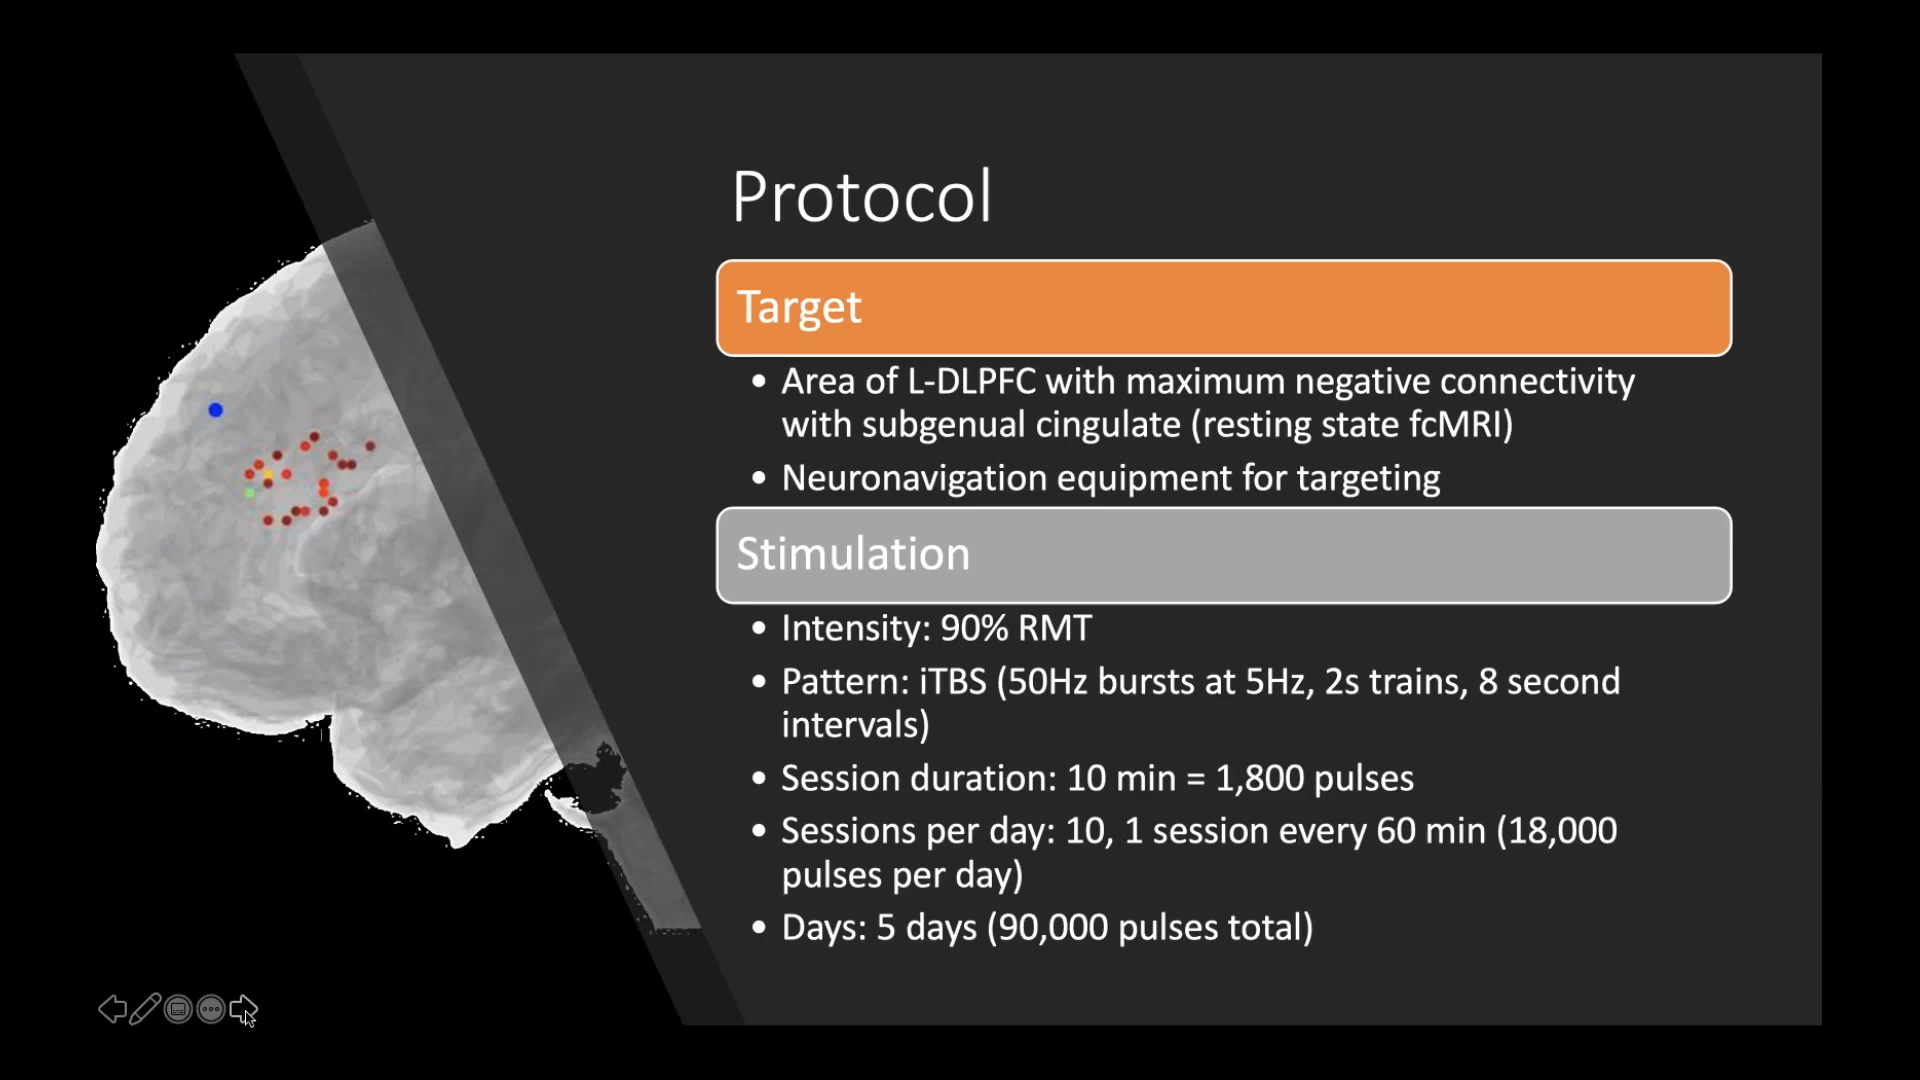 Protocol
Target
• Area of L-DLPFC with maximum negative connectivity
with subgenual cingulate (resting state fcMRI)
• Neuronavigation equipment for targeting
Stimulation
• Intensity: 90% RMT
• Pattern: iTBS (50Hz bursts at 5Hz, 2s trains, 8 second
intervals)
• Session duration: 10 min = 1,800 pulses
• Sessions per day: 10, 1 session every 60 min (18,000
pulses per day)
• Days: 5 days (90,000 pulses total)